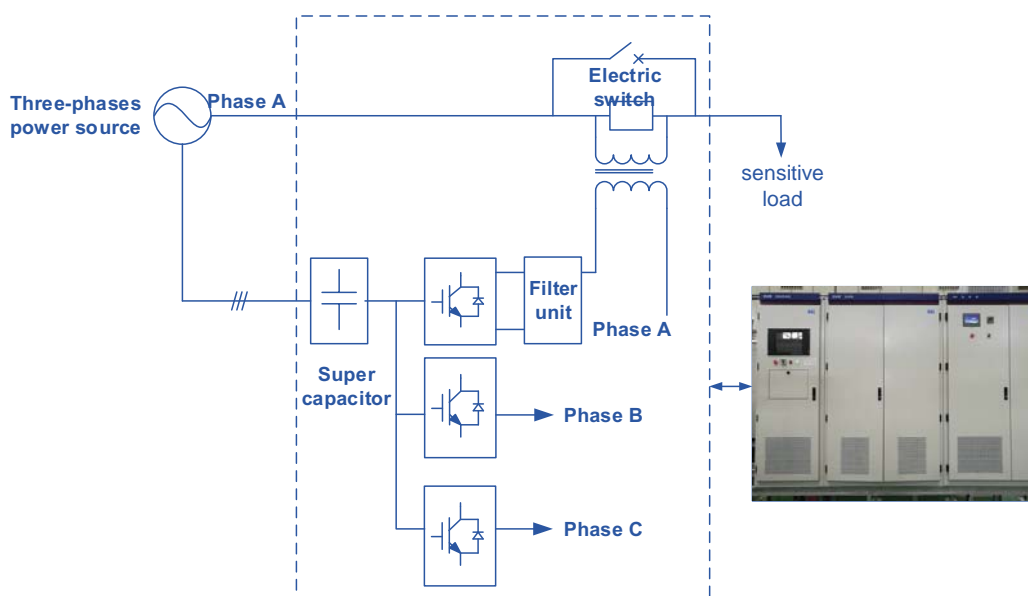 Three-phases
power source
Phase A
Electric
switch
sensitive
load
Filter
unit
Phase A
Super
capacitor
Phase B
Phase C